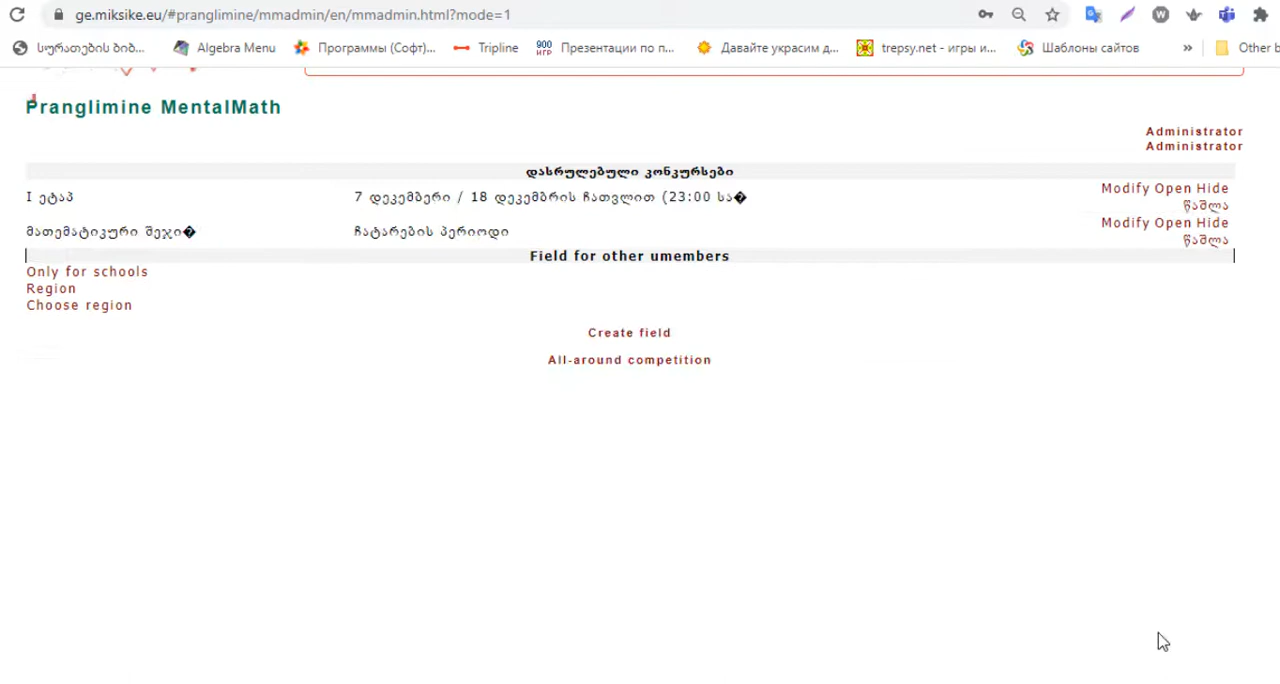 ge.miksike.eu/#pranglimine/mmadmin/en/mmadmin.html?mode=1
სურათების ბიბ... Algebra Menu Программы (Софт)... Tripline 900 игр Презентации по п... Давайте украсим д... trepsy.net - игры и... Шаблоны сайтов » Other b
Pranglimine MentalMath
Administrator
Administrator
დასრულებული კონკურსები
I ეტაპ 7 დეკემბერი / 18 დეკემბრის ჩათვლით (23:00 სა� Modify Open Hide
წაშლა
მათემატიკური შეჯი� ჩატარების პერიოდი Modify Open Hide
წაშლა
Field for other umembers
Only for schools
Region
Choose region
Create field
All-around competition